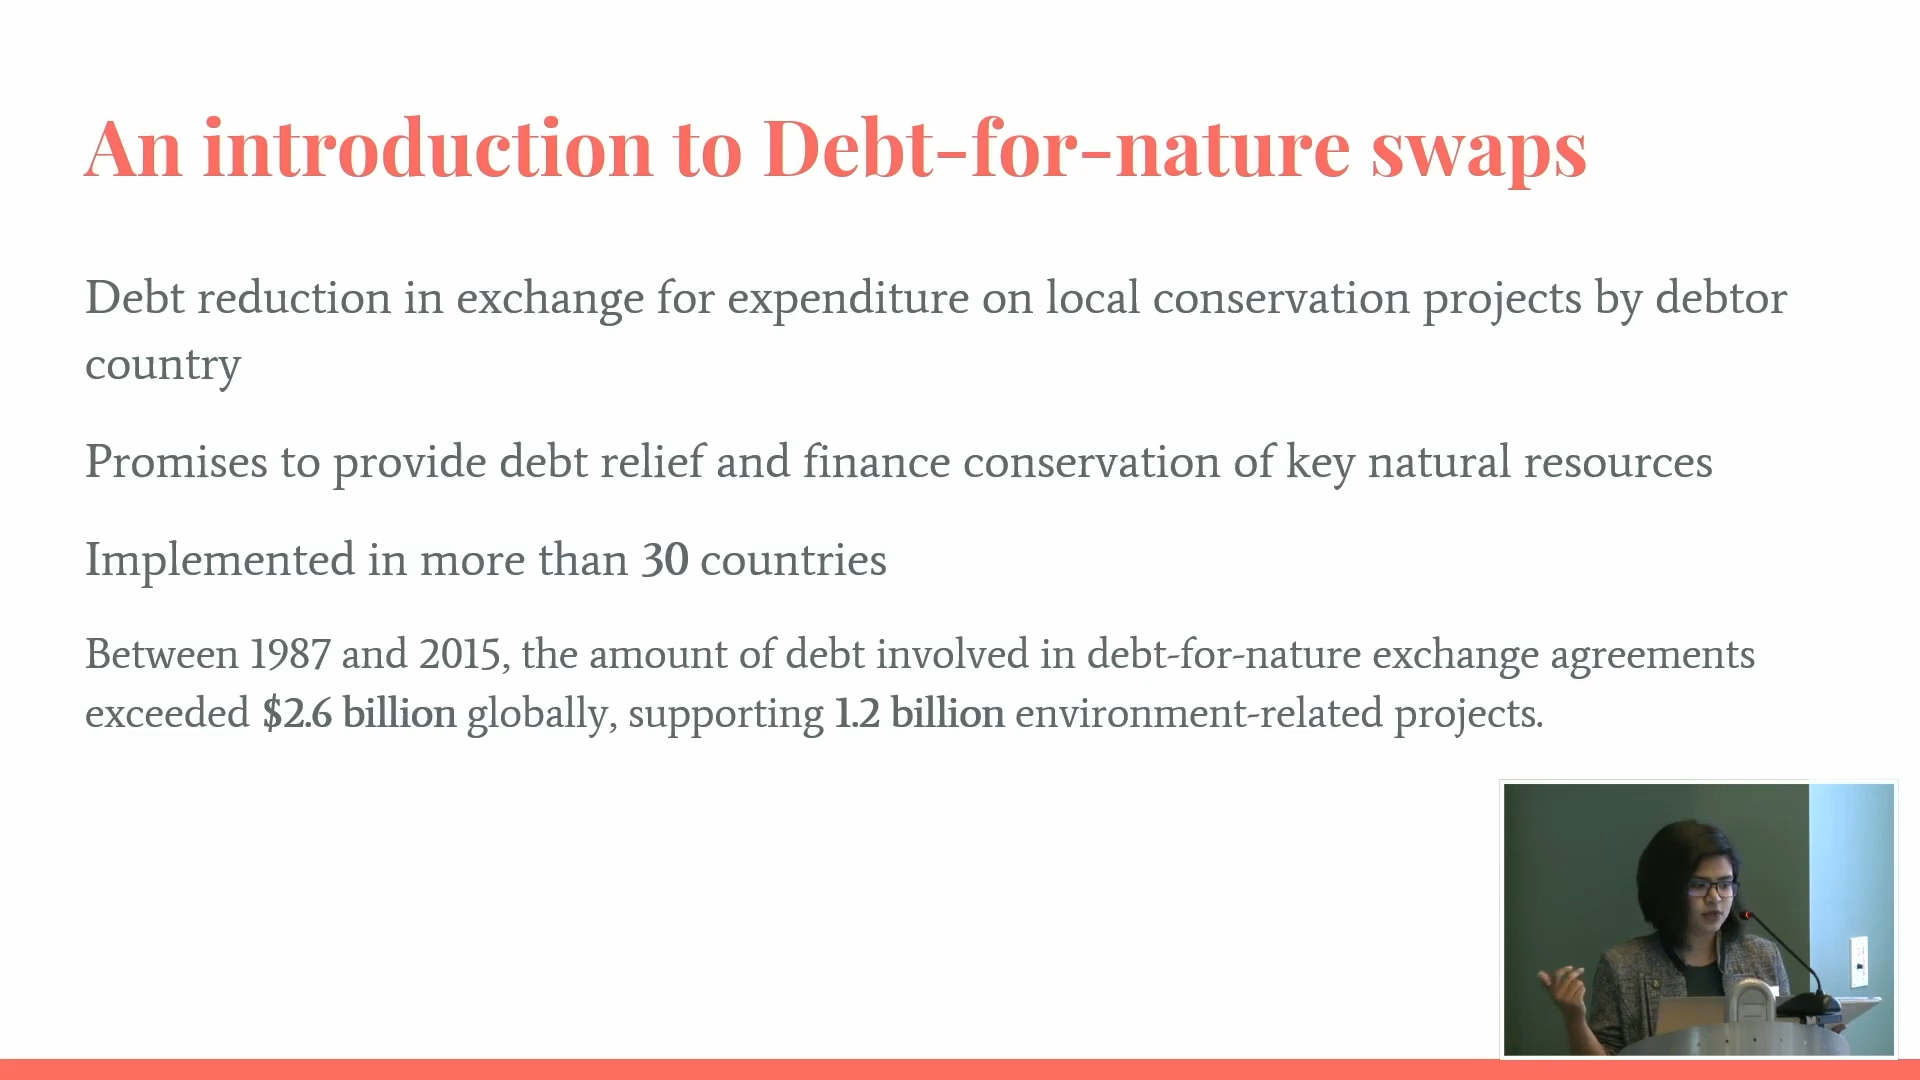 An introduction to Debt-for-nature swaps
Debt reduction in exchange for expenditure on local conservation projects by debtor
country
Promises to provide debt relief and finance conservation of key natural resources
Implemented in more than 30 countries
Between 1987 and 2015, the amount of debt involved in debt-for-nature exchange agreements
exceeded $2.6 billion globally, supporting 1.2 billion environment-related projects.